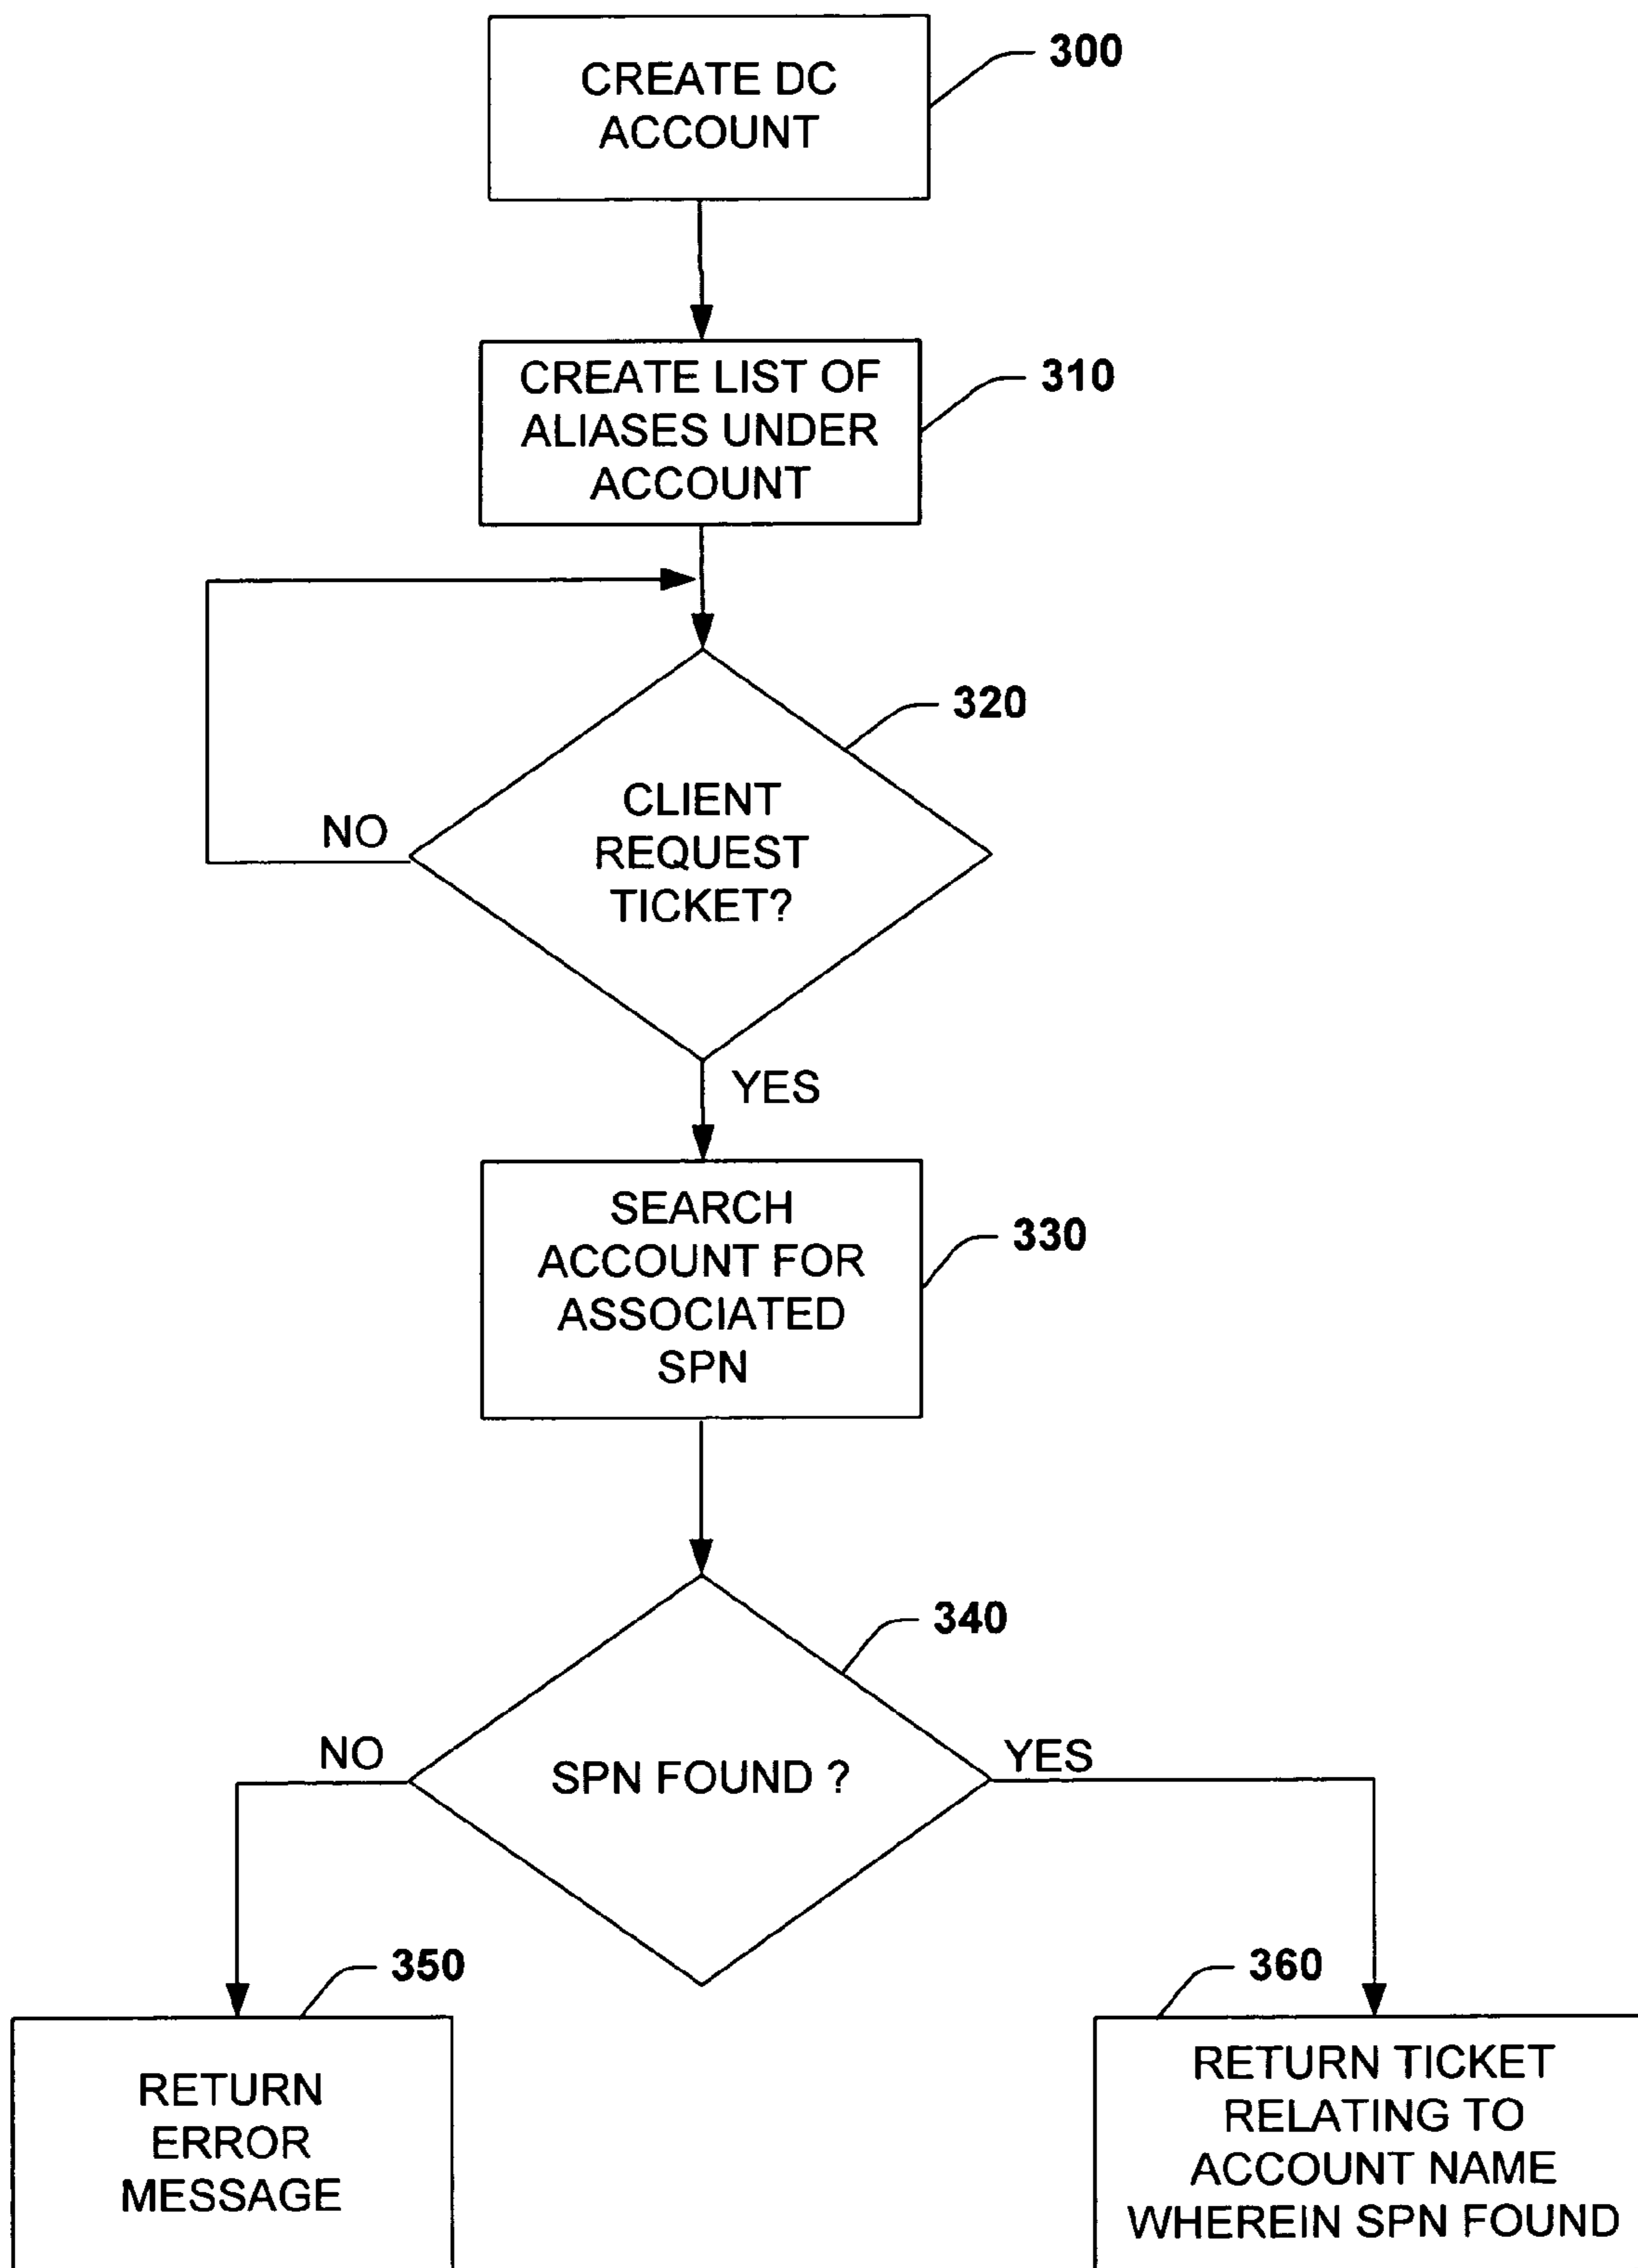 CREATE DC
ACCOUNT
300
CREATE LIST OF
ALIASES UNDER
ACCOUNT
310
320
CLIENT
REQUEST
TICKET?
NO
YES
SEARCH
ACCOUNT FOR
ASSOCIATED
SPN
330
340
SPN FOUND ?
NO
YES
350
RETURN
ERROR
MESSAGE
360
RETURN TICKET
RELATING TO
ACCOUNT NAME
WHEREIN SPN FOUND